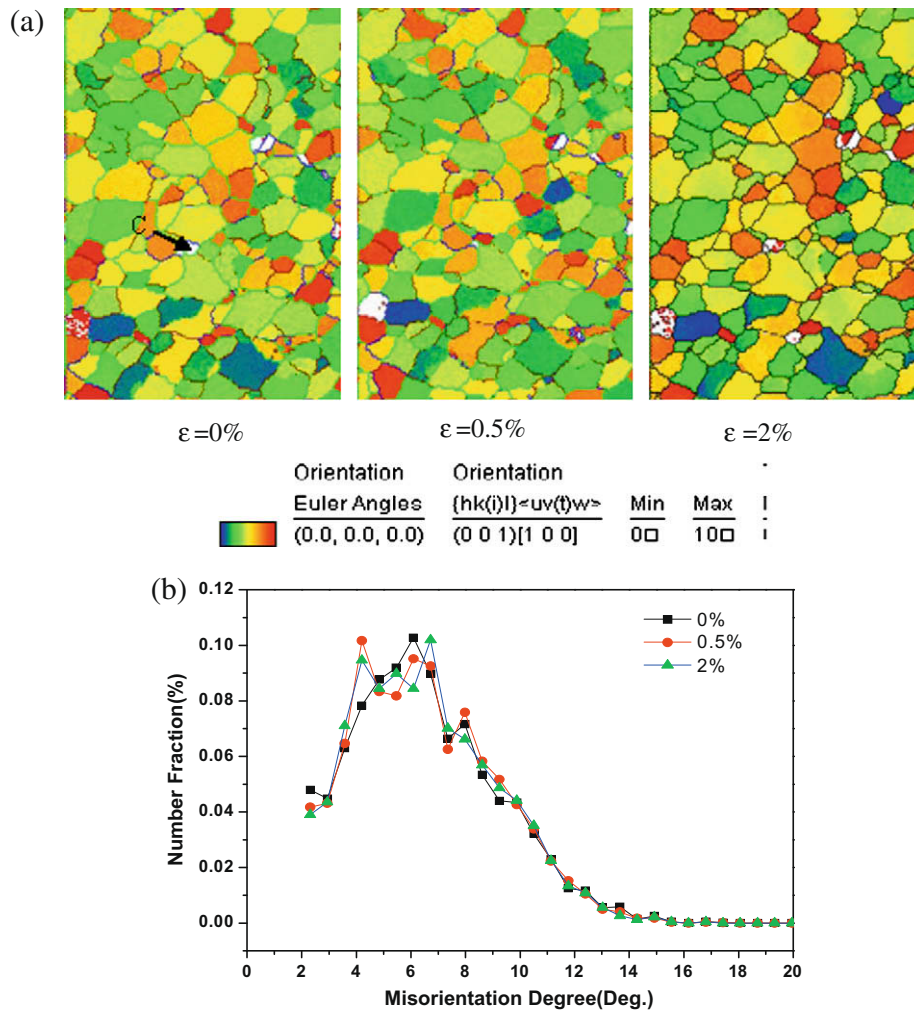 (a)
C
ε=0% ε=0.5% ε=2%
Orientation Orientation
Euler Angles {hk(i)l}<uv(t)w> Min Max
(0.0, 0.0, 0.0) (0 0 1)[1 0 0] 0□ 10□
(b)
0.12
0.10
0.08
0.06
0.04
0.02
0.00
Number Fraction(%)
0%
0.5%
2%
0 2 4 6 8 10 12 14 16 18 20
Misorientation Degree(Deg.)